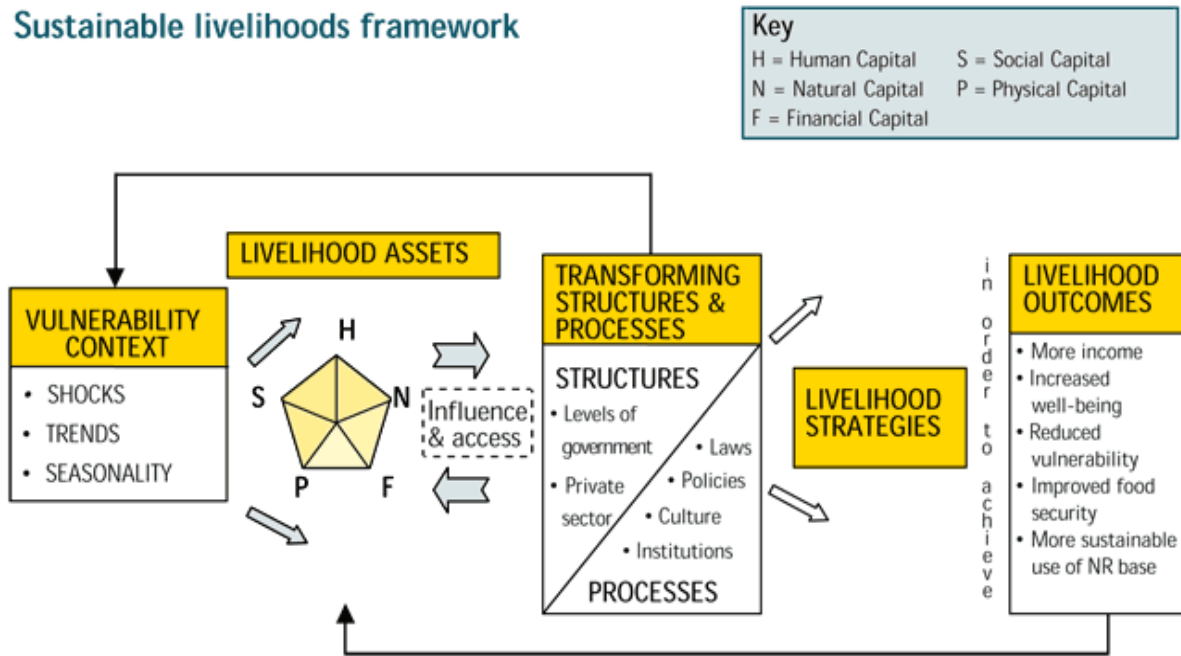 Sustainable livelihoods framework
Key
H = Human Capital
S = Social Capital
N = Natural Capital
P = Physical Capital
F = Financial Capital
LIVELIHOOD ASSETS
VULNERABILITY
CONTEXT
• SHOCKS
• TRENDS
• SEASONALITY
H
S
N
P
F
Influence
& access
TRANSFORMING
STRUCTURES &
PROCESSES
STRUCTURES
• Levels of
government
• Private
sector
• Laws
• Policies
• Culture
• Institutions
PROCESSES
LIVELIHOOD
STRATEGIES
in order to achieve
LIVELIHOOD
OUTCOMES
• More income
• Increased
well-being
• Reduced
vulnerability
• Improved food
security
• More sustainable
use of NR base